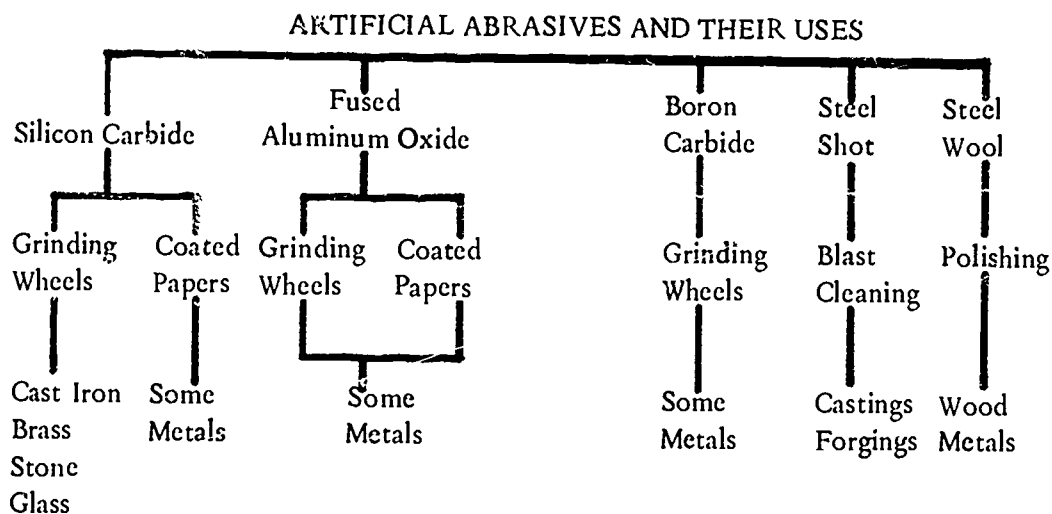 ARTIFICIAL ABRASIVES AND THEIR USES
Silicon Carbide
Fused
Aluminum Oxide
Boron
Carbide
Steel
Shot
Steel
Wool
Grinding
Wheels
Coated
Papers
Grinding
Wheels
Coated
Papers
Grinding
Wheels
Blast
Cleaning
Polishing
Cast Iron
Brass
Stone
Glass
Some
Metals
Some
Metals
Some
Metals
Castings
Forgings
Wood
Metals